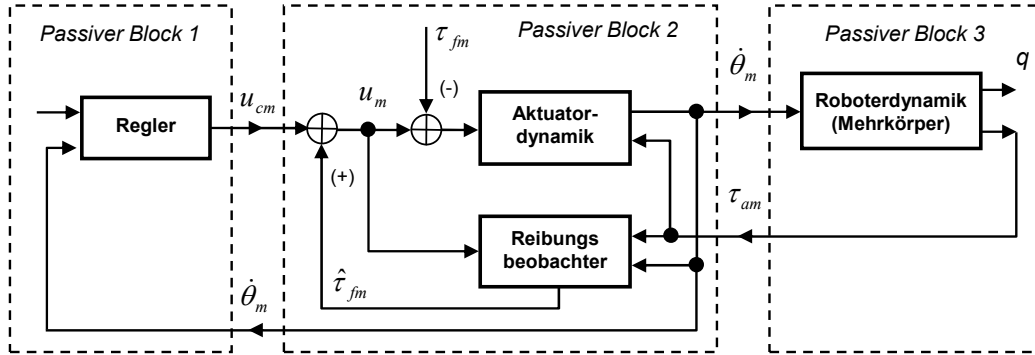 Passiver Block 1
Passiver Block 2
Passiver Block 3
τ_fm
(-)
u_cm
u_m
θ̇_m
q
Regler
Aktuator-
dynamik
Roboterdynamik
(Mehrkörper)
(+)
τ_am
Reibungs
beobachter
τ̂_fm
θ̇_m